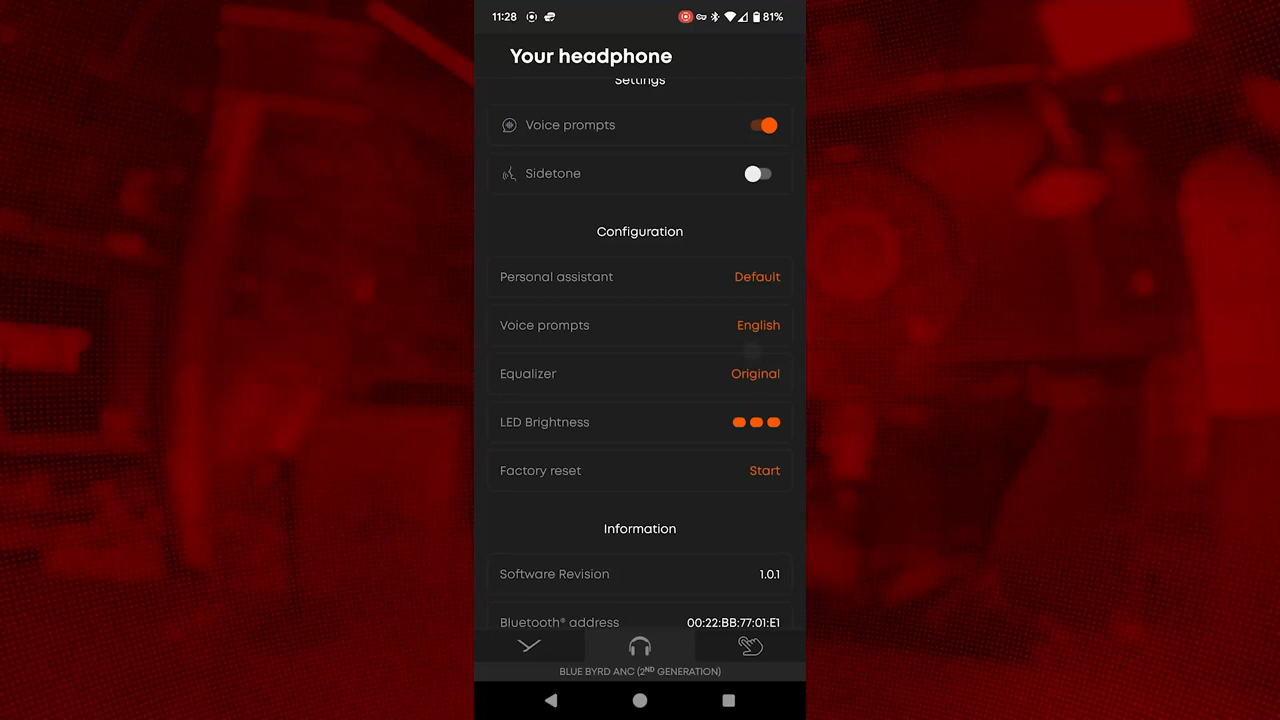 11:28 81%
Your headphone
Settings
Voice prompts
Sidetone
Configuration
Personal assistant Default
Voice prompts English
Equalizer Original
LED Brightness
Factory reset Start
Information
Software Revision 1.0.1
Bluetooth® address 00:22:BB:77:01:E1
BLUE BYRD ANC (2ND GENERATION)